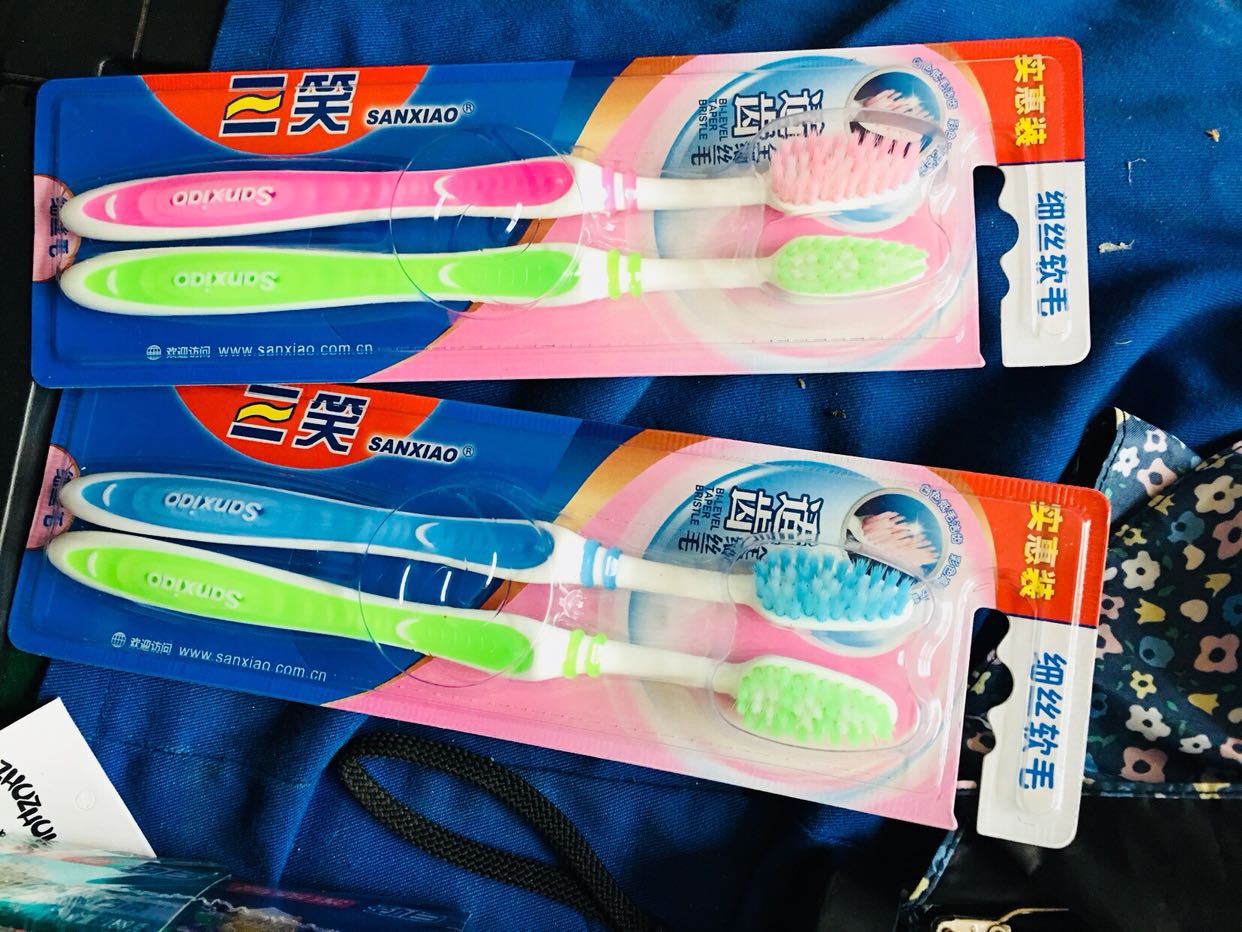 三笑 SANXIAO®
实惠装
清齿
BI-LEVEL
TAPER
BRISTLE
丝
毛
细丝软毛
Sanxiao
Sanxiao
欢迎访问 www.sanxiao.com.cn
三笑 SANXIAO®
实惠装
清齿
BI-LEVEL
TAPER
BRISTLE
丝
毛
细丝软毛
Sanxiao
Sanxiao
欢迎访问 www.sanxiao.com.cn